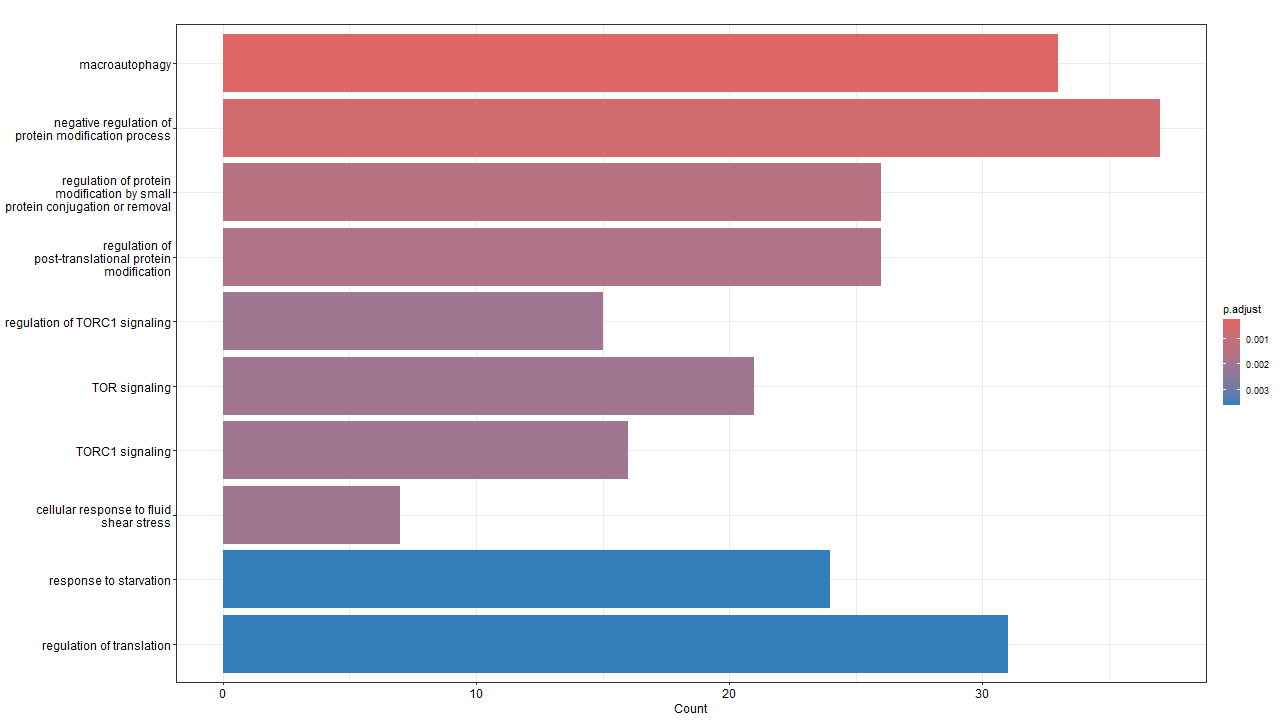 macroautophagy
negative regulation of
protein modification process
regulation of protein
modification by small
protein conjugation or removal
regulation of
post-translational protein
modification
regulation of TORC1 signaling
TOR signaling
TORC1 signaling
cellular response to fluid
shear stress
response to starvation
regulation of translation
0 10 20 30
Count
p.adjust
0.001
0.002
0.003